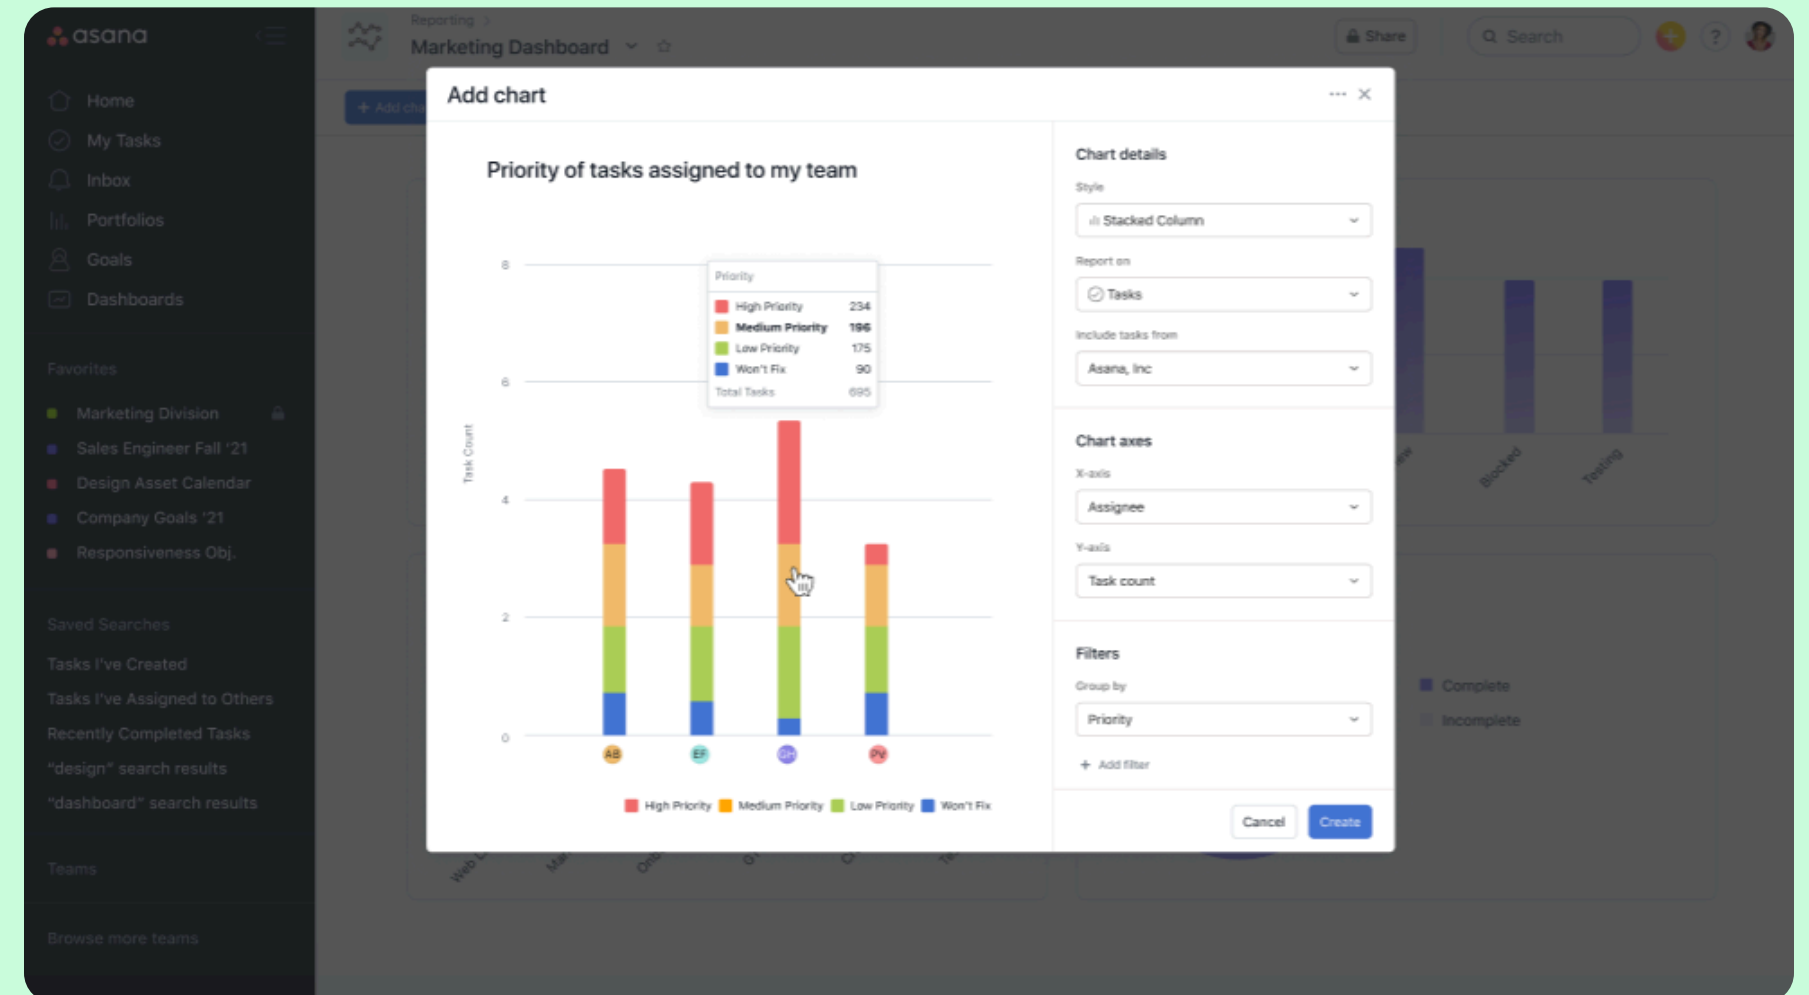 asana
Home
My Tasks
Inbox
Portfolios
Goals
Dashboards
Favorites
Marketing Division
Sales Engineer Fall '21
Design Asset Calendar
Company Goals '21
Responsiveness Obj.
Saved Searches
Tasks I've Created
Tasks I've Assigned to Others
Recently Completed Tasks
"design" search results
"dashboard" search results
Teams
Browse more teams
Reporting >
Marketing Dashboard
Share
Search
?
+ Add
Add chart
Priority of tasks assigned to my team
8
6
4
2
0
Task Count
Priority
High Priority 234
Medium Priority 196
Low Priority 175
Won't Fix 90
Total Tasks 695
AB EF GH PV
High Priority Medium Priority Low Priority Won't Fix
Chart details
Style
Stacked Column
Report on
Tasks
Include tasks from
Asana, Inc
Chart axes
X-axis
Assignee
Y-axis
Task count
Filters
Group by
Priority
+ Add filter
Cancel Create
Blocked
Testing
Complete
Incomplete
Web